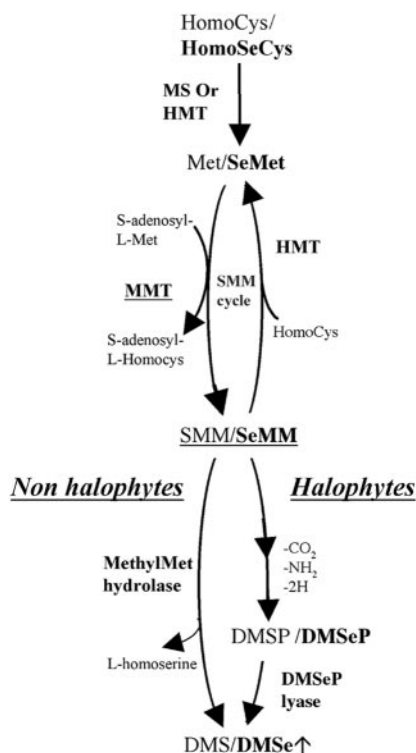 HomoCys/
HomoSeCys
MS Or
HMT
Met/SeMet
S-adenosyl-
L-Met
HMT
SMM
cycle
MMT
S-adenosyl-
L-Homocys
HomoCys
SMM/SeMM
Non halophytes
Halophytes
MethylMet
hydrolase
-CO₂
-NH₂
-2H
L-homoserine
DMSP /DMSeP
DMSeP
lyase
DMS/DMSe↑